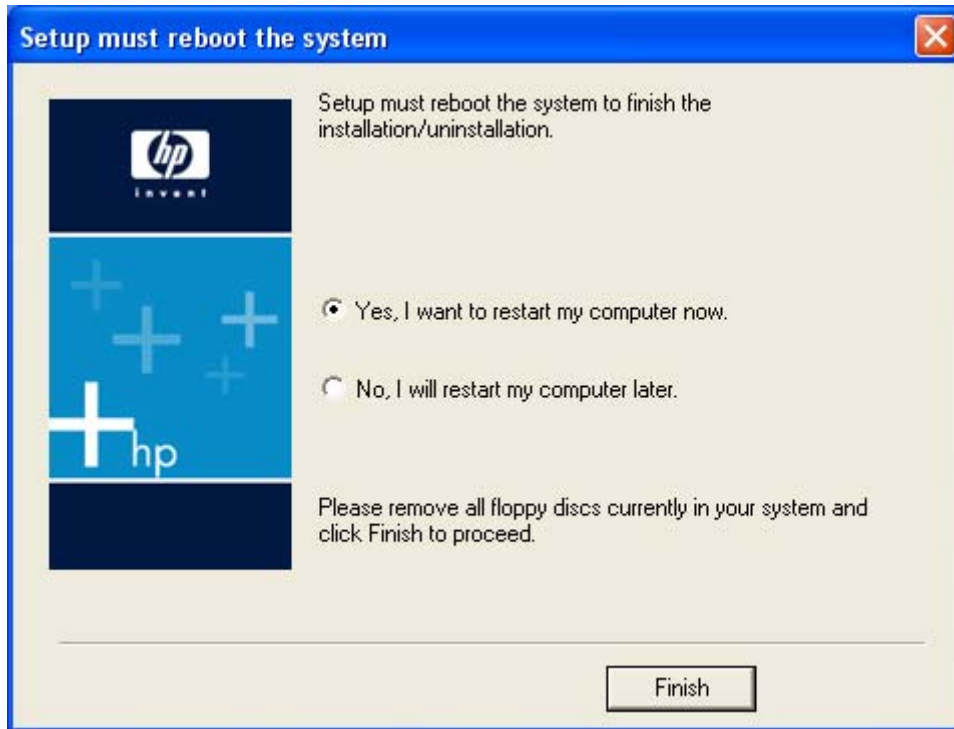 Setup must reboot the system
Setup must reboot the system to finish the
installation/uninstallation.
hp
invent
Yes, I want to restart my computer now.
No, I will restart my computer later.
hp
Please remove all floppy discs currently in your system and
click Finish to proceed.
Finish